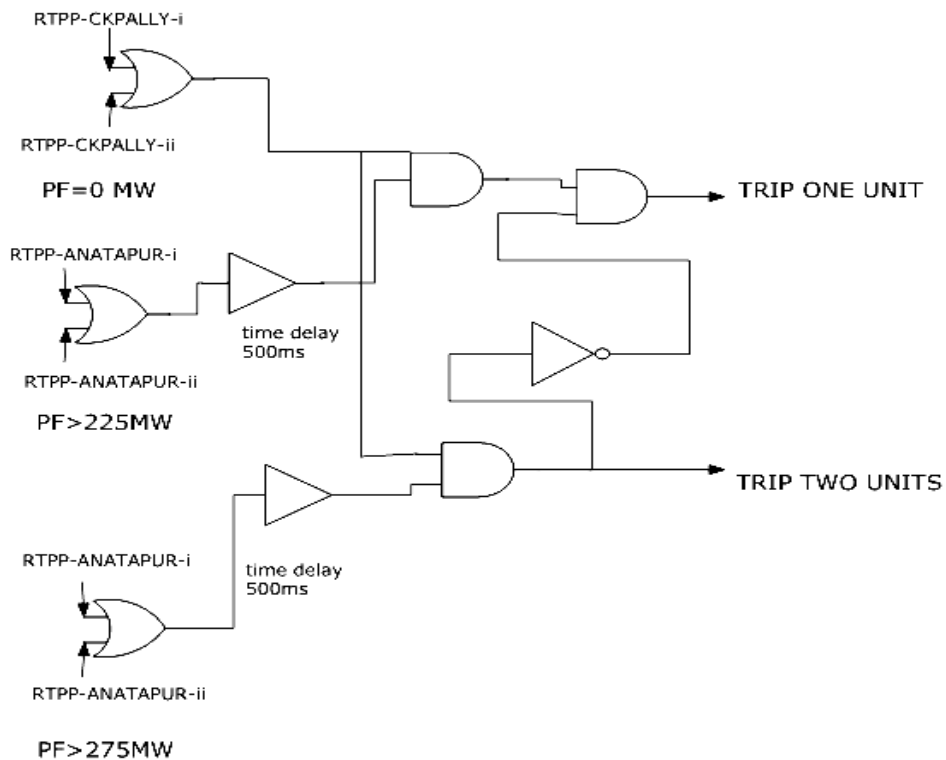 RTPP-CKPALLY-i
RTPP-CKPALLY-ii
PF=0 MW
TRIP ONE UNIT
RTPP-ANATAPUR-i
time delay
500ms
RTPP-ANATAPUR-ii
PF>225MW
TRIP TWO UNITS
RTPP-ANATAPUR-i
time delay
500ms
RTPP-ANATAPUR-ii
PF>275MW